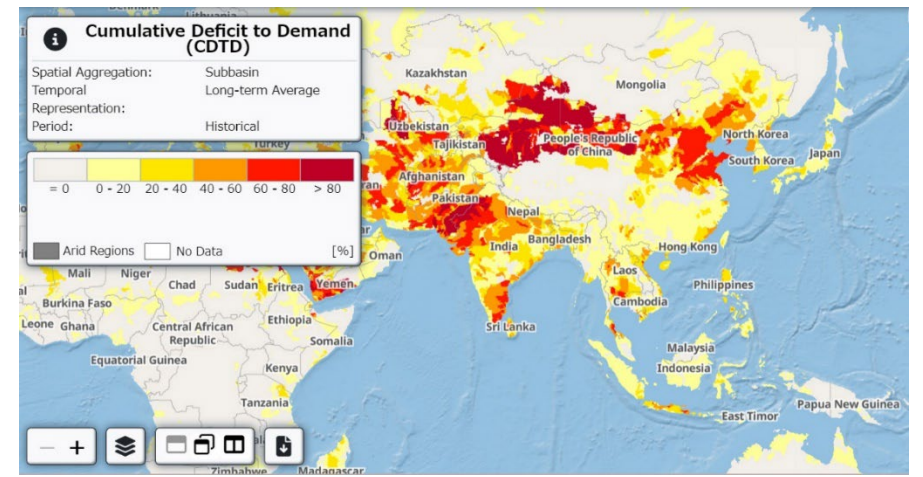 Denmark
Lithuania
Cumulative Deficit to Demand
(CDTD)
Spatial Aggregation: Subbasin
Temporal Long-term Average
Representation:
Period: Historical
Turkey
= 0 0 - 20 20 - 40 40 - 60 60 - 80 > 80
Arid Regions No Data [%]
Kazakhstan
Mongolia
Uzbekistan
Tajikistan
People's Republic
of China
North Korea
South Korea
Japan
Afghanistan
Pakistan
Nepal
Oman
India
Bangladesh
Hong Kong
Mali Niger
Chad
Sudan
Eritrea
Yemen
Laos
Philippines
Burkina Faso
Cambodia
Leone Ghana
Central African
Republic
Ethiopia
Somalia
Sri Lanka
Equatorial Guinea
Kenya
Malaysia
Indonesia
Tanzania
East Timor
Papua New Guinea
Zimbabwe
Madagascar